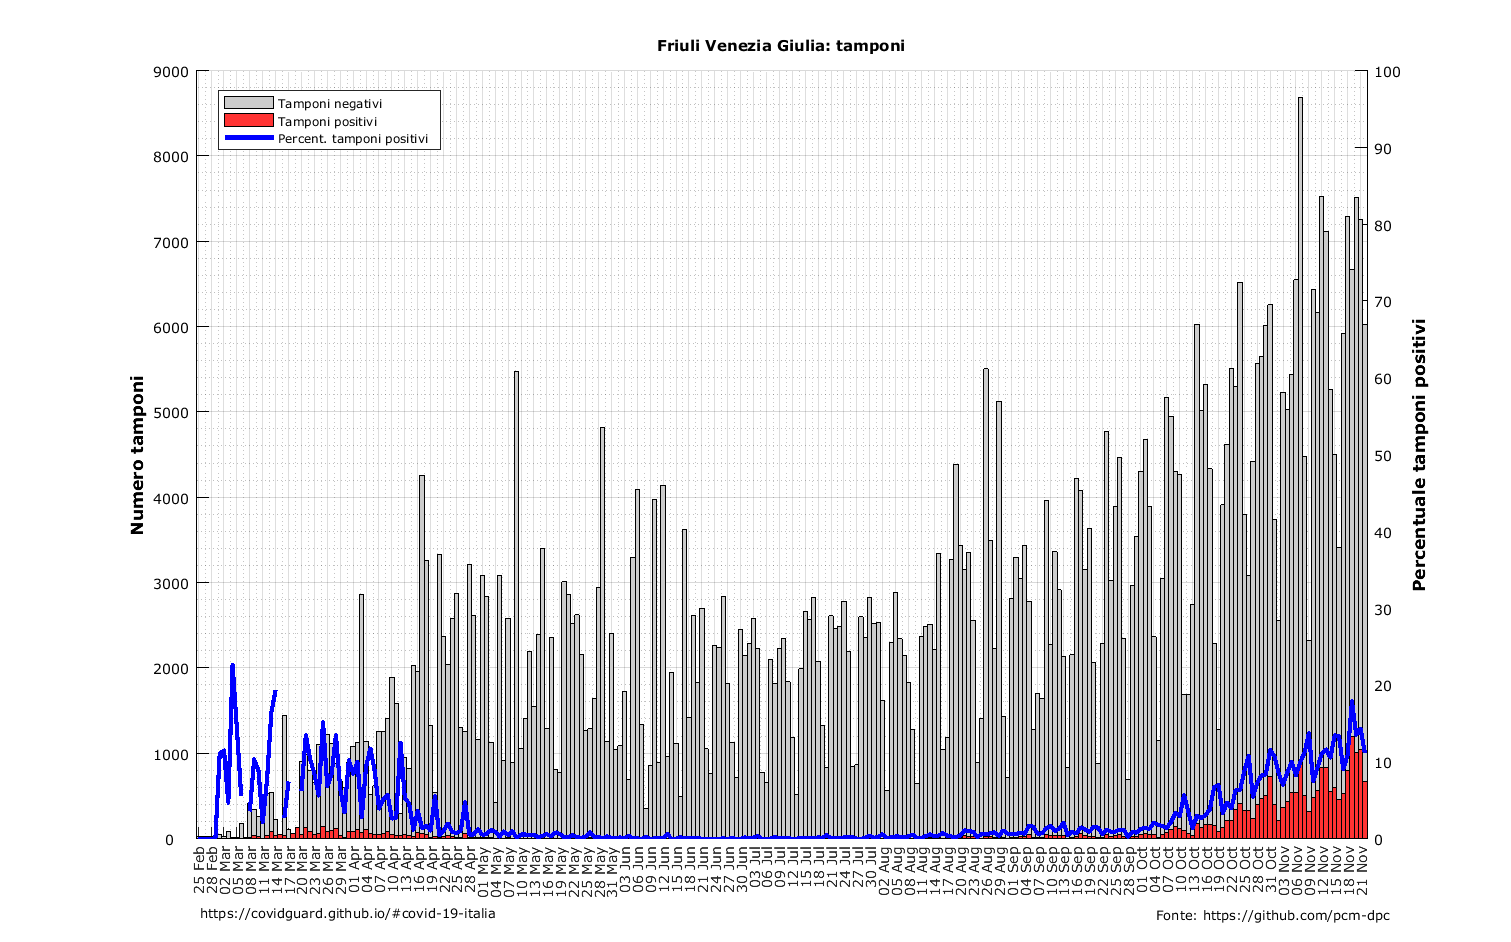 Friuli Venezia Giulia: tamponi
Tamponi negativi
Tamponi positivi
Percent. tamponi positivi
Numero tamponi
9000
8000
7000
6000
5000
4000
3000
2000
1000
0
100
90
80
70
60
50
40
30
20
10
0
Percentuale tamponi positivi
25 Feb
28 Feb
02 Mar
05 Mar
08 Mar
11 Mar
14 Mar
17 Mar
20 Mar
23 Mar
26 Mar
29 Mar
01 Apr
04 Apr
07 Apr
10 Apr
13 Apr
16 Apr
19 Apr
22 Apr
25 Apr
28 Apr
01 May
04 May
07 May
10 May
13 May
16 May
19 May
22 May
25 May
28 May
31 May
03 Jun
06 Jun
09 Jun
12 Jun
15 Jun
18 Jun
21 Jun
24 Jun
27 Jun
30 Jun
03 Jul
06 Jul
09 Jul
12 Jul
15 Jul
18 Jul
21 Jul
24 Jul
27 Jul
30 Jul
02 Aug
05 Aug
08 Aug
11 Aug
14 Aug
17 Aug
20 Aug
23 Aug
26 Aug
29 Aug
01 Sep
04 Sep
07 Sep
10 Sep
13 Sep
16 Sep
19 Sep
22 Sep
25 Sep
28 Sep
01 Oct
04 Oct
07 Oct
10 Oct
13 Oct
16 Oct
19 Oct
22 Oct
25 Oct
28 Oct
31 Oct
03 Nov
06 Nov
09 Nov
12 Nov
15 Nov
18 Nov
21 Nov
https://covidguard.github.io/#covid-19-italia
Fonte: https://github.com/pcm-dpc